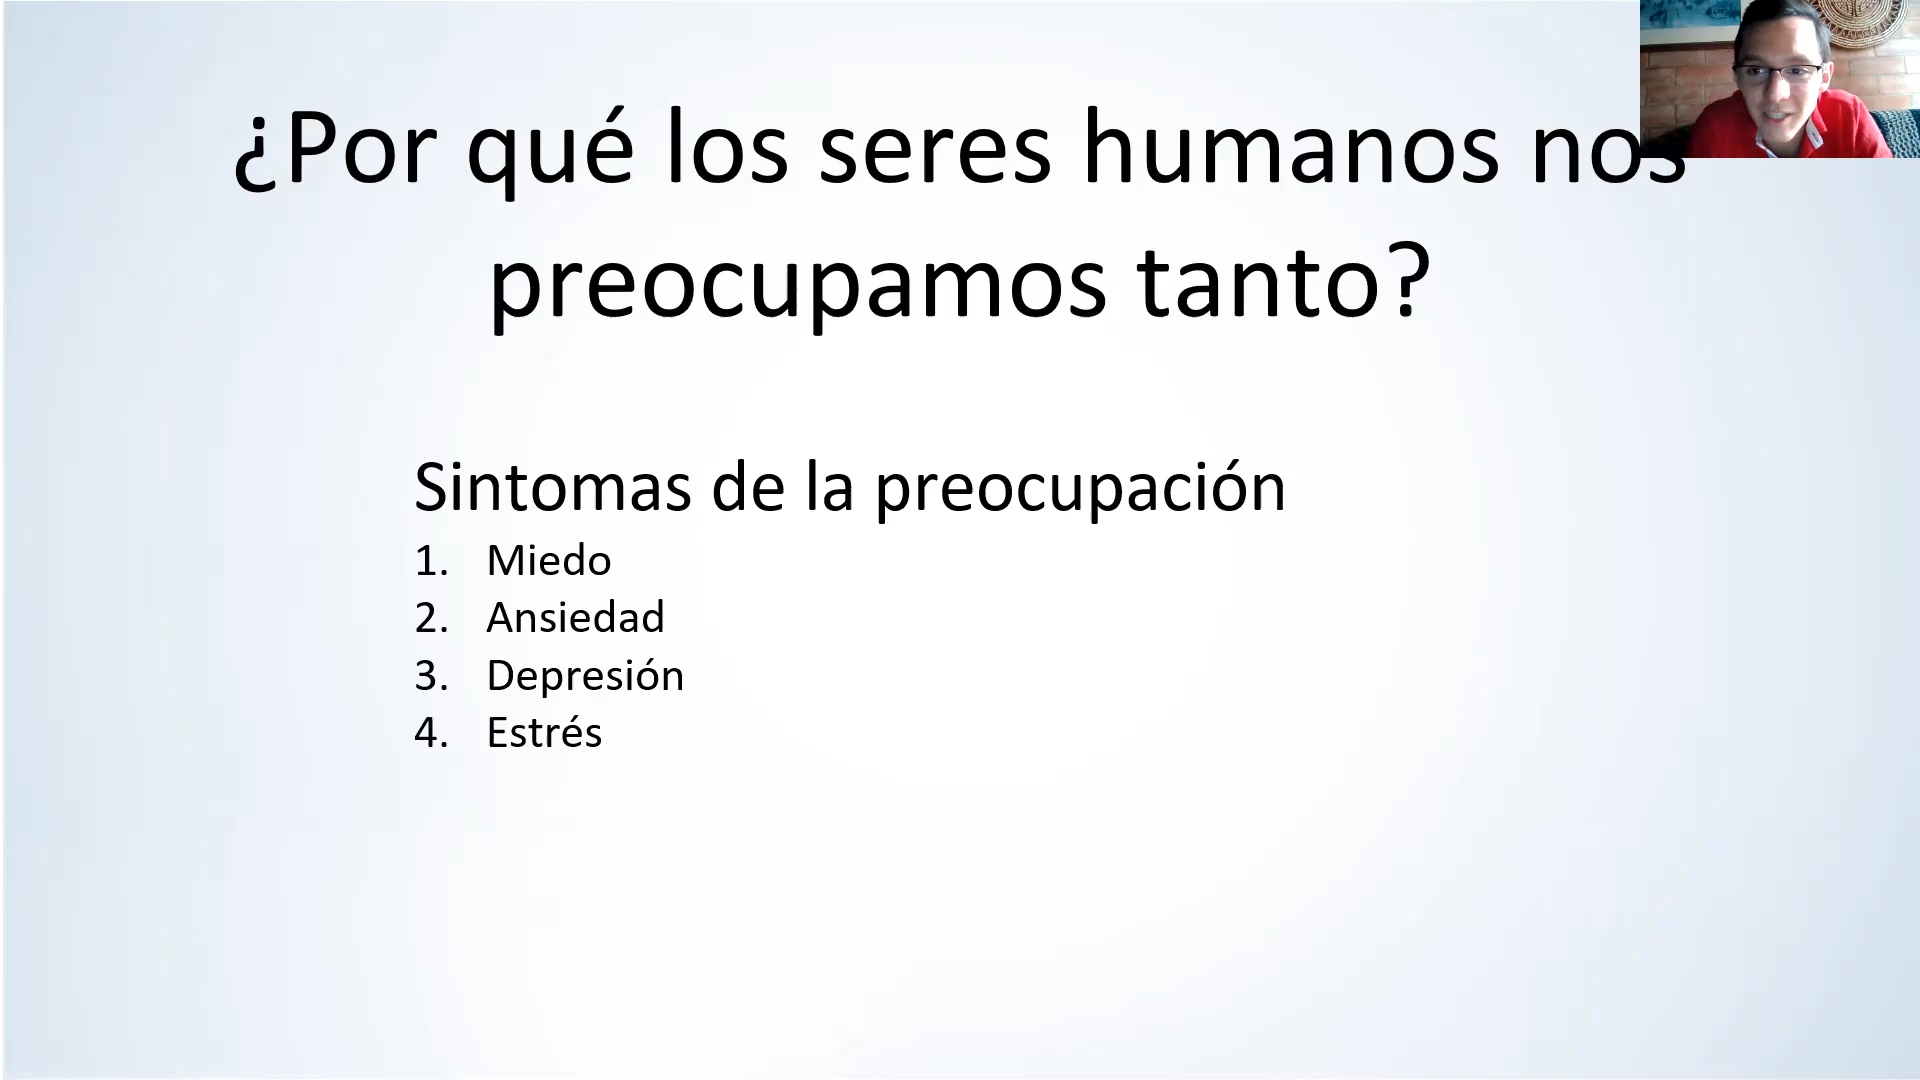 ¿Por qué los seres humanos nos
preocupamos tanto?
Sintomas de la preocupación
1. Miedo
2. Ansiedad
3. Depresión
4. Estrés